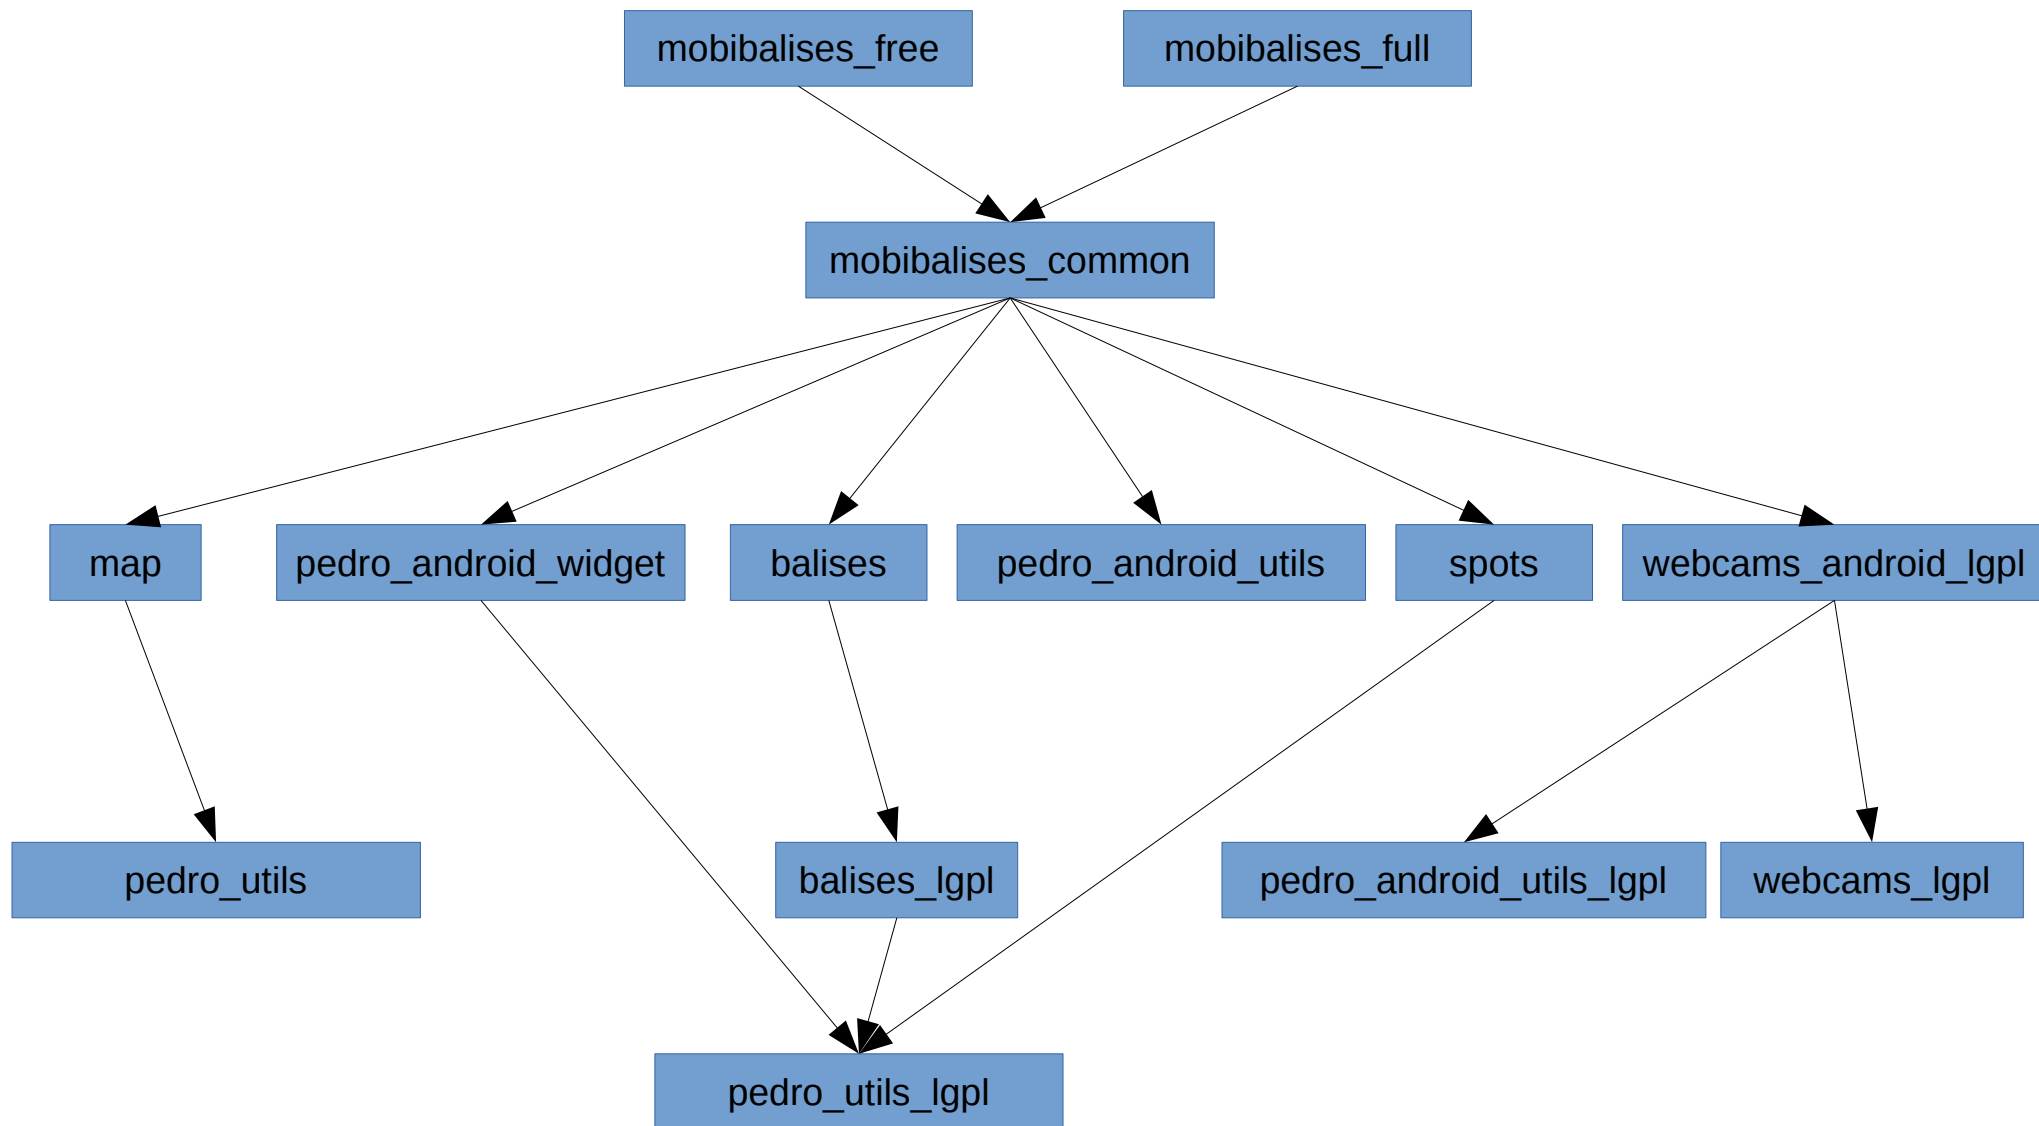 mobibalises_free
mobibalises_full
mobibalises_common
map
pedro_android_widget
balises
pedro_android_utils
spots
webcams_android_lgpl
pedro_utils
balises_lgpl
pedro_android_utils_lgpl
webcams_lgpl
pedro_utils_lgpl